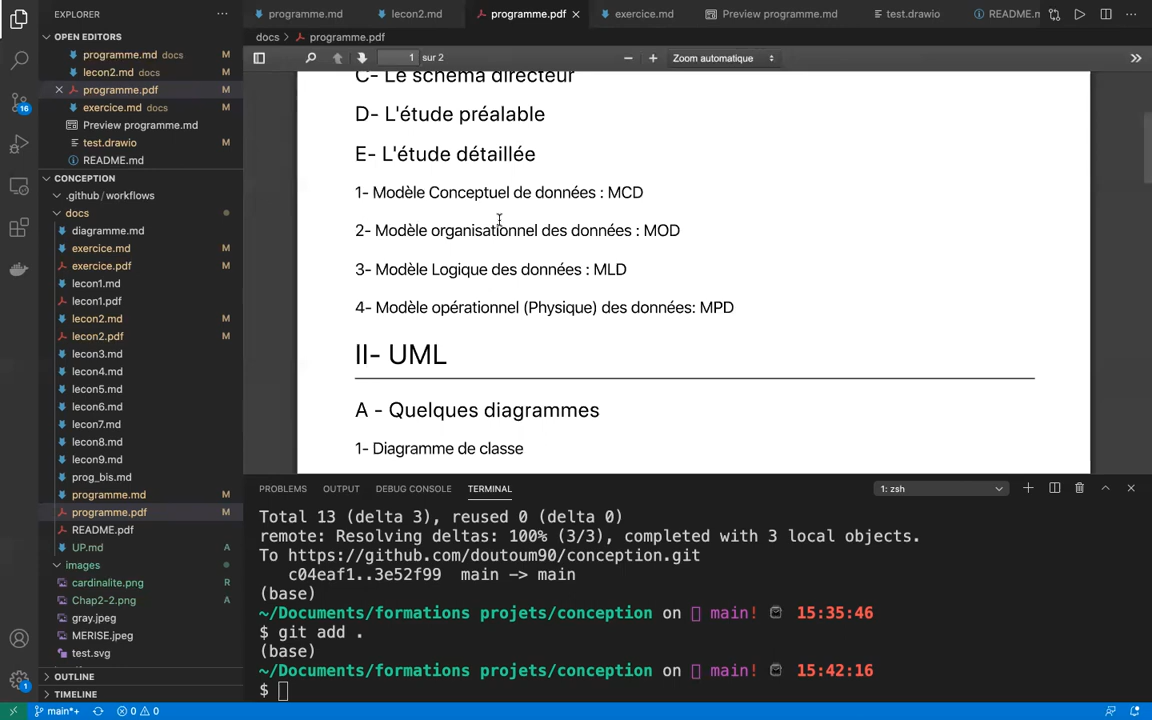 EXPLORER
programme.md
lecon2.md
programme.pdf
exercice.md
Preview programme.md
test.drawio
README.m
OPEN EDITORS
docs > programme.pdf
programme.md docs M
lecon2.md docs M
programme.pdf M
exercice.md docs M
Preview programme.md
test.drawio M
README.md
1 sur 2
Zoom automatique
CONCEPTION
.github/workflows
docs
diagramme.md
exercice.md M
exercice.pdf M
lecon1.md
lecon1.pdf
lecon2.md M
lecon2.pdf M
lecon3.md
lecon4.md
lecon5.md
lecon6.md
lecon7.md
lecon8.md
lecon9.md
prog_bis.md
programme.md M
programme.pdf M
README.pdf
UP.md A
images
cardinalite.png R
Chap2-2.png A
gray.jpeg
MERISE.jpeg
test.svg
OUTLINE
TIMELINE
16
1
C- Le schéma directeur
D- L'étude préalable
E- L'étude détaillée
1- Modèle Conceptuel de données : MCD
2- Modèle organisationnel des données : MOD
3- Modèle Logique des données : MLD
4- Modèle opérationnel (Physique) des données: MPD
II- UML
A - Quelques diagrammes
1- Diagramme de classe
PROBLEMS OUTPUT DEBUG CONSOLE TERMINAL
1: zsh
Total 13 (delta 3), reused 0 (delta 0)
remote: Resolving deltas: 100% (3/3), completed with 3 local objects.
To https://github.com/doutoum90/conception.git
c04eaf1..3e52f99 main -> main
(base)
~/Documents/formations projets/conception on main! 15:35:46
$ git add .
(base)
~/Documents/formations projets/conception on main! 15:42:16
$
main*+ 0 0